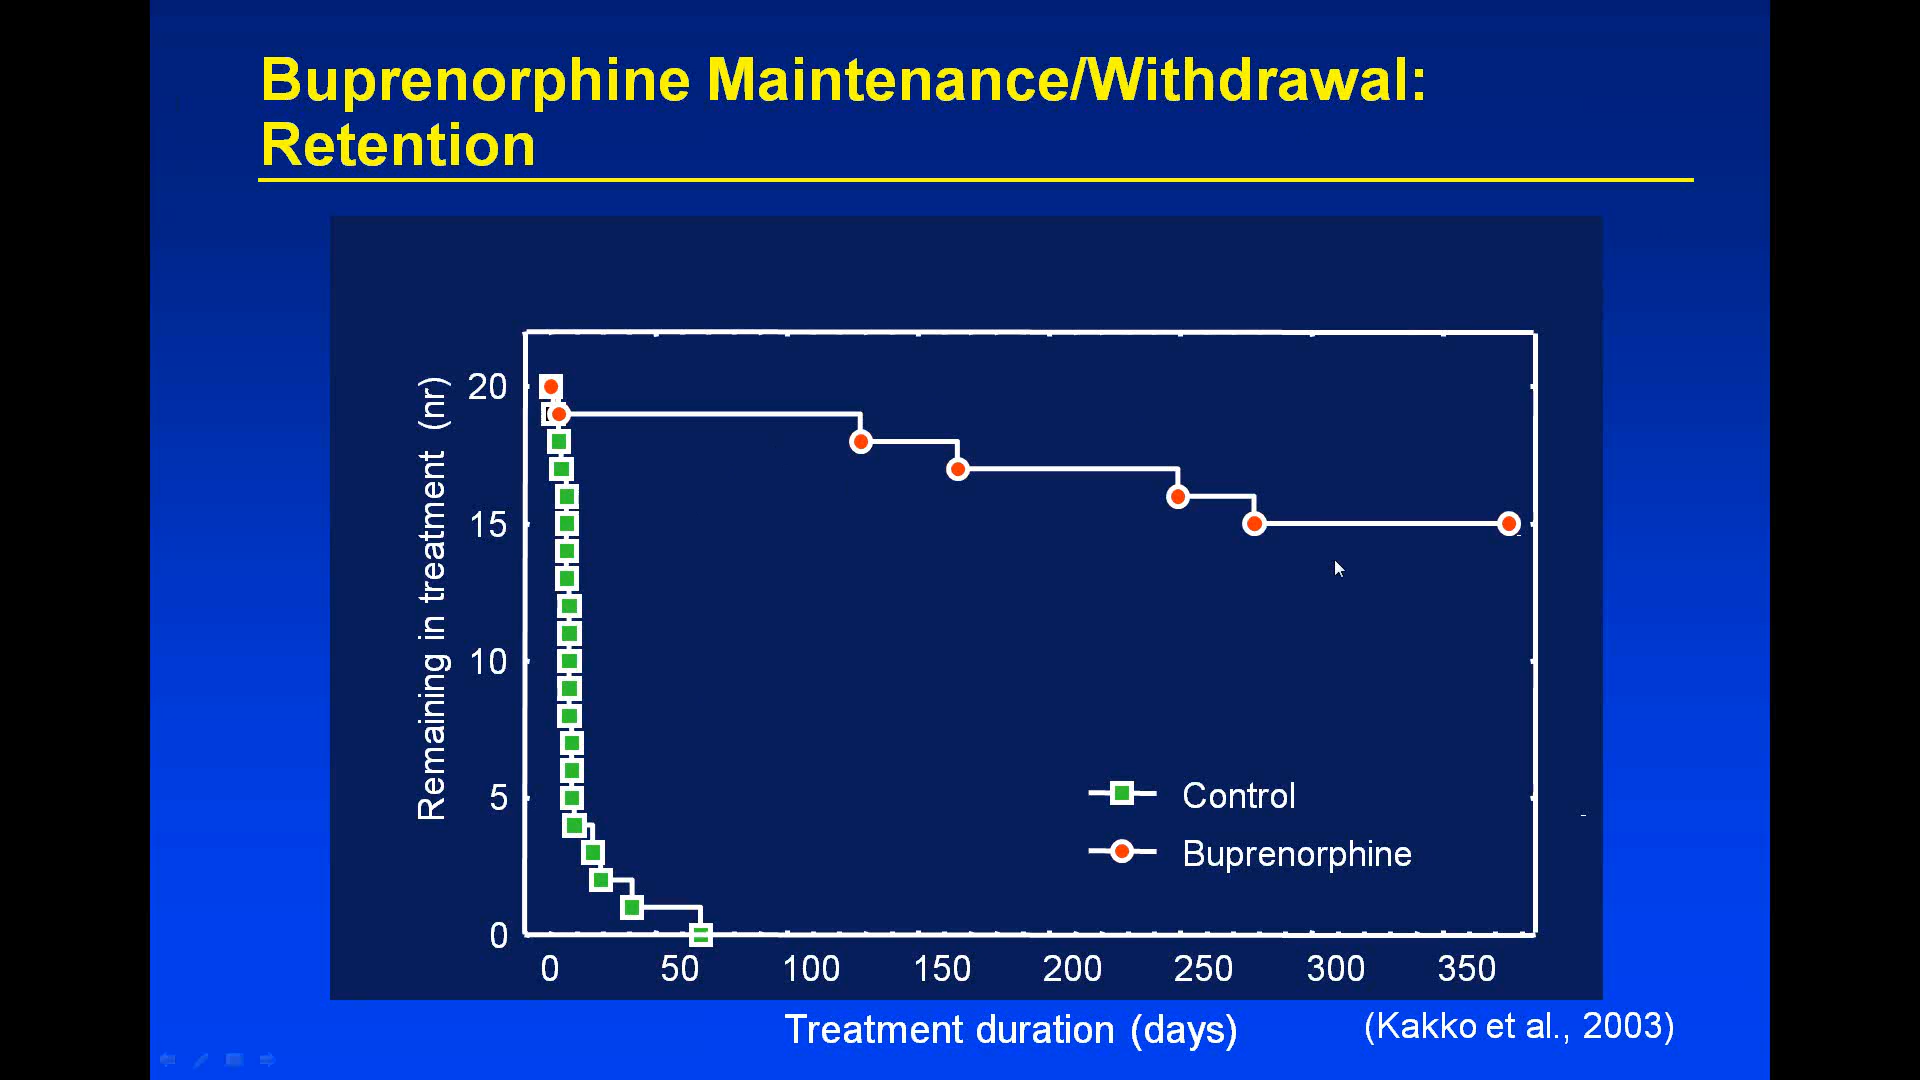 Buprenorphine Maintenance/Withdrawal:
Retention
Remaining in treatment (nr)
20
15
10
5
0
Control
Buprenorphine
0 50 100 150 200 250 300 350
Treatment duration (days)
(Kakko et al., 2003)